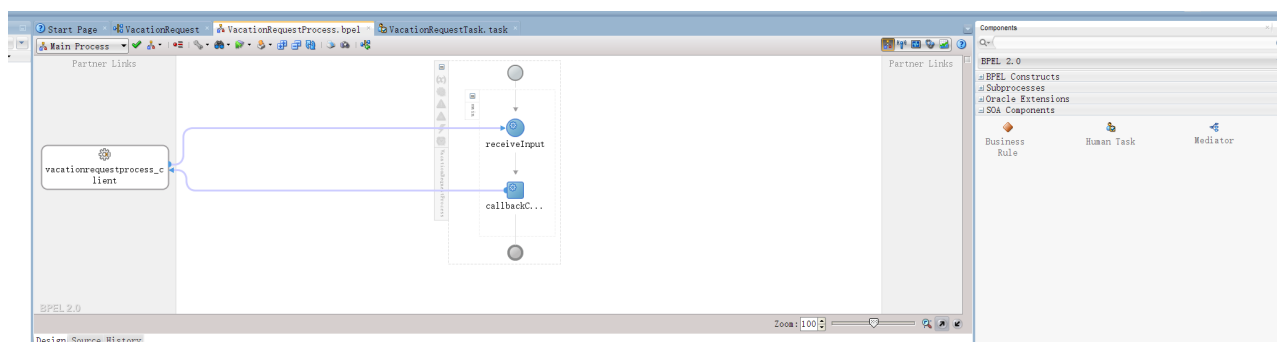 Start Page
VacationRequest
VacationRequestProcess.bpel
VacationRequestTask.task
Components
Main Process
BPEL 2.0
Partner Links
Partner Links
BPEL Constructs
Subprocesses
Oracle Extensions
SOA Components
receiveInput
Business Rule
Human Task
Mediator
vacationrequestprocess_c
lient
callbackC...
BPEL 2.0
Zoom: 100
Design Source History